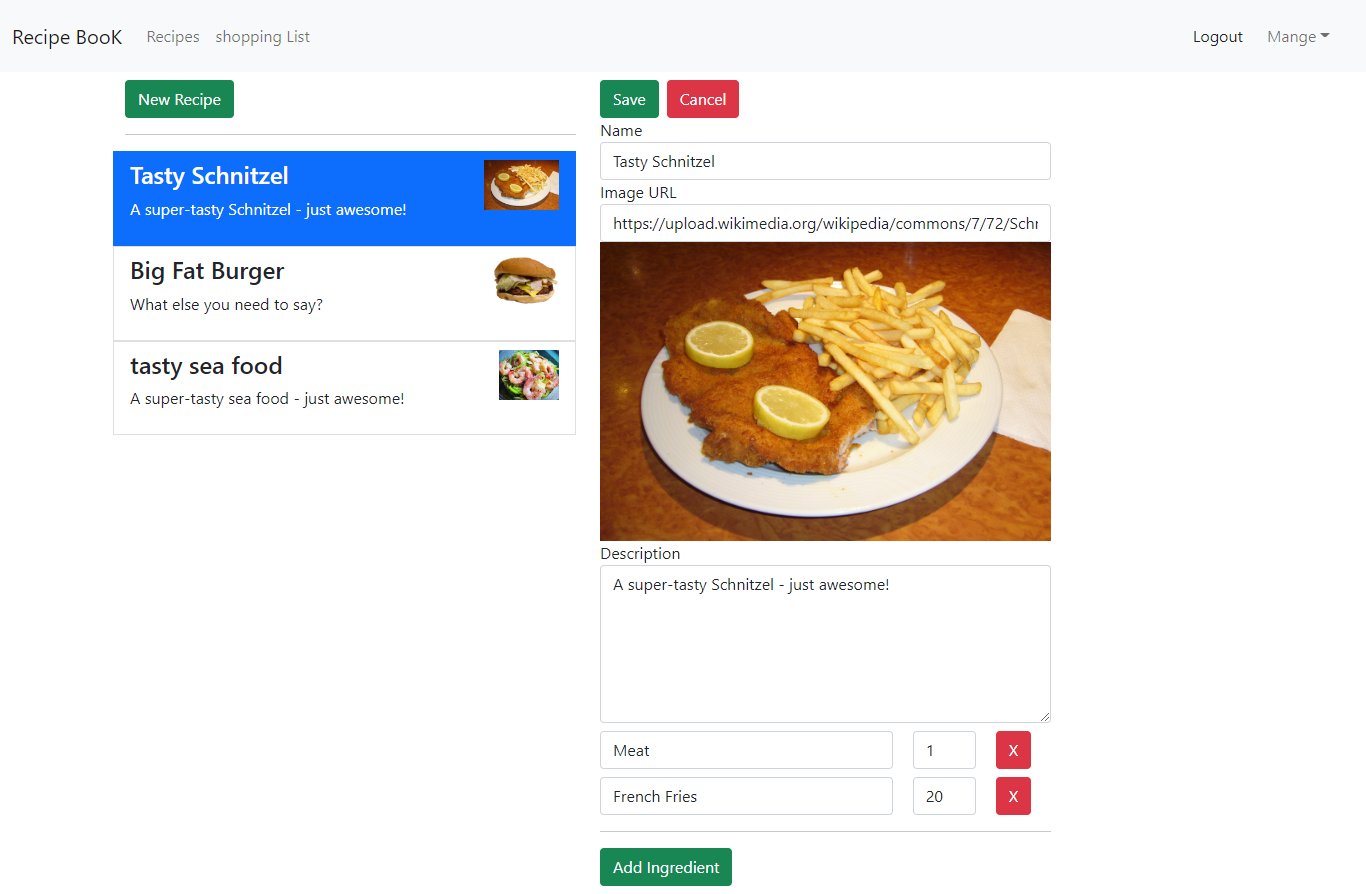 Recipe BooK Recipes shopping List Logout Mange
New Recipe
Tasty Schnitzel
A super-tasty Schnitzel - just awesome!
Big Fat Burger
What else you need to say?
tasty sea food
A super-tasty sea food - just awesome!
Save Cancel
Name
Tasty Schnitzel
Image URL
https://upload.wikimedia.org/wikipedia/commons/7/72/Schn
Description
A super-tasty Schnitzel - just awesome!
Meat 1 X
French Fries 20 X
Add Ingredient